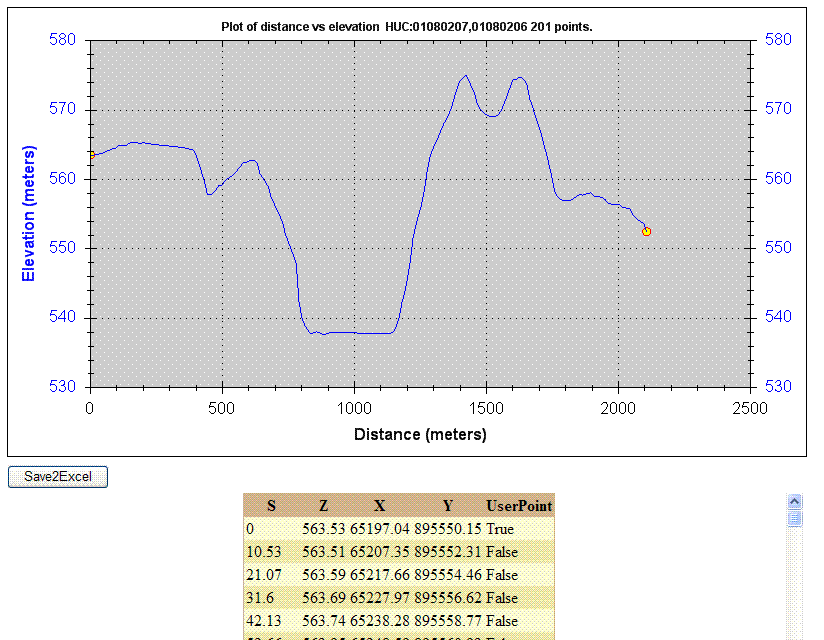 Plot of distance vs elevation HUC:01080207,01080206 201 points.
580 580
570 570
560 560
550 550
540 540
530 530
Elevation (meters)
0 500 1000 1500 2000 2500
Distance (meters)
Save2Excel
S Z X Y UserPoint
0 563.53 65197.04 895550.15 True
10.53 563.51 65207.35 895552.31 False
21.07 563.59 65217.66 895554.46 False
31.6 563.69 65227.97 895556.62 False
42.13 563.74 65238.28 895558.77 False